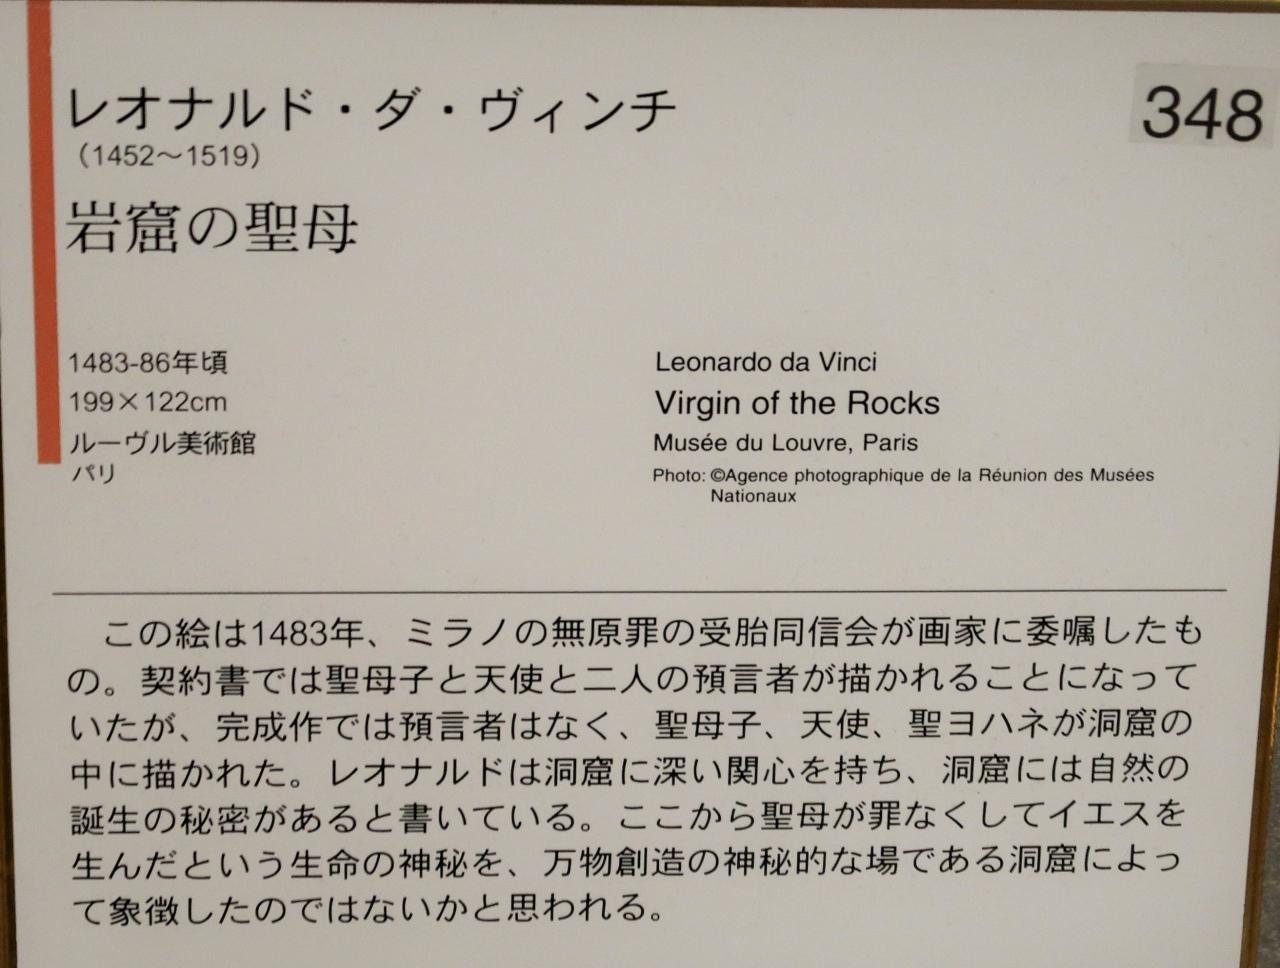 レオナルド・ダ・ヴィンチ
348
（1452〜1519）
岩窟の聖母
1483-86年頃
199×122cm
ルーヴル美術館
パリ
Leonardo da Vinci
Virgin of the Rocks
Musée du Louvre, Paris
Photo: ©Agence photographique de la Réunion des Musées
Nationaux
この絵は1483年、ミラノの無原罪の受胎同信会が画家に委嘱したも
の。契約書では聖母子と天使と二人の預言者が描かれることになって
いたが、完成作では預言者はなく、聖母子、天使、聖ヨハネが洞窟の
中に描かれた。レオナルドは洞窟に深い関心を持ち、洞窟には自然の
誕生の秘密があると書いている。ここから聖母が罪なくしてイエスを
生んだという生命の神秘を、万物創造の神秘的な場である洞窟によっ
て象徴したのではないかと思われる。